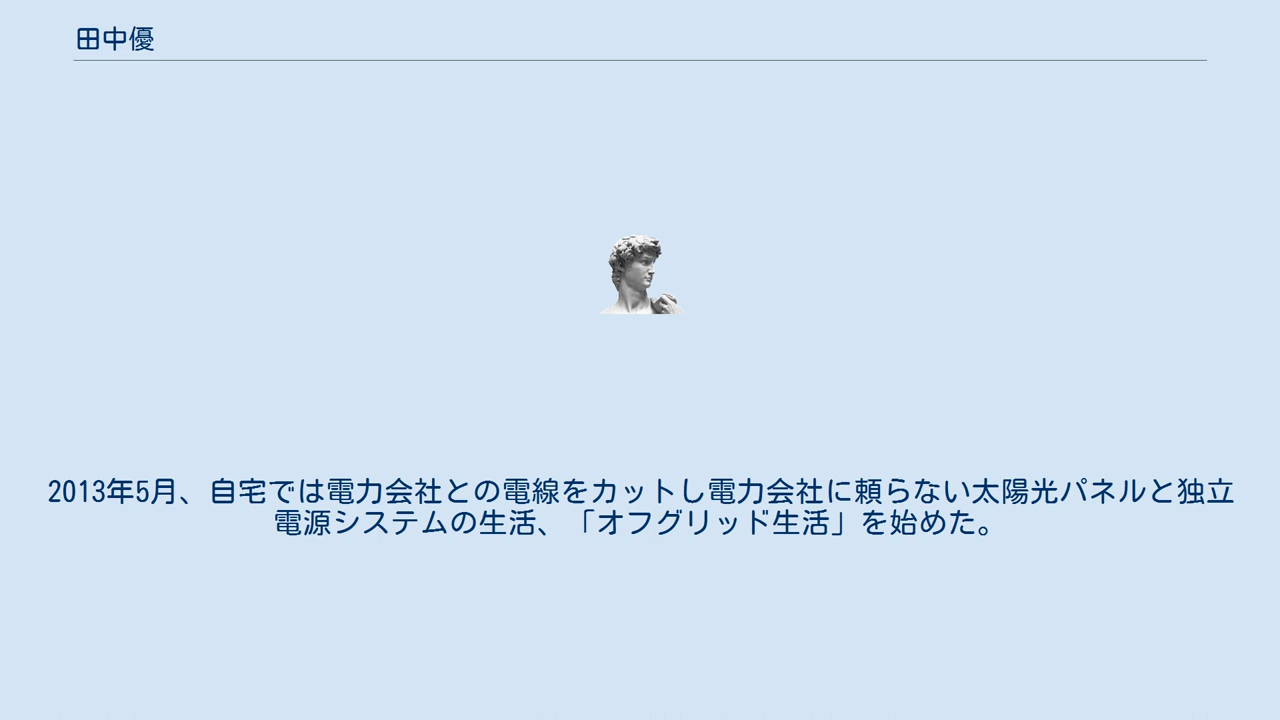 田中優
2013年5月、自宅では電力会社との電線をカットし電力会社に頼らない太陽光パネルと独立
電源システムの生活、「オフグリッド生活」を始めた。